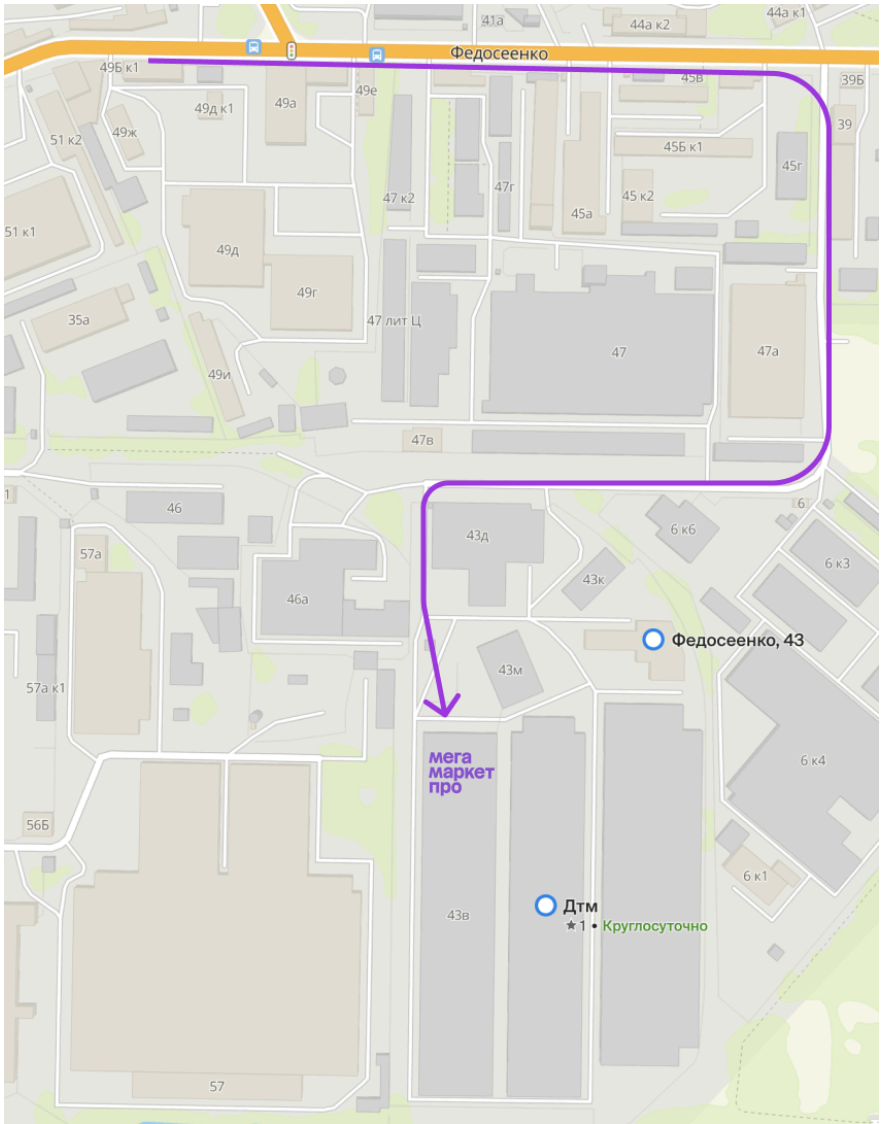 41а
44а к2
44а к1
Федосеенко
49Б к1
49е
45в
39Б
49д к1
49а
39
51 к2
49ж
45Б к1
45г
47 к2
47г
45 к2
45а
51 к1
49д
49г
35а
47 лит Ц
47
47а
49и
47в
46
43д
6 к6
6
57а
6 к3
43к
46а
Федосеенко, 43
43м
57а к1
мега
маркет
про
6 к4
56Б
6 к1
43в
Дтм
★1 • Круглосуточно
57